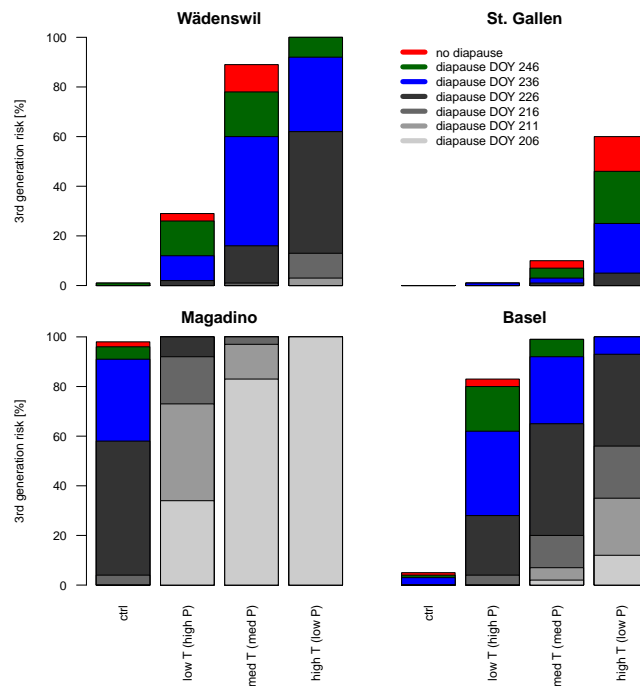 Wädenswil
St. Gallen
3rd generation risk [%]
100
80
60
40
20
0
no diapause
diapause DOY 246
diapause DOY 236
diapause DOY 226
diapause DOY 216
diapause DOY 211
diapause DOY 206
Magadino
Basel
3rd generation risk [%]
100
80
60
40
20
0
ctrl
low T (high P)
med T (med P)
high T (low P)
ctrl
low T (high P)
med T (med P)
high T (low P)